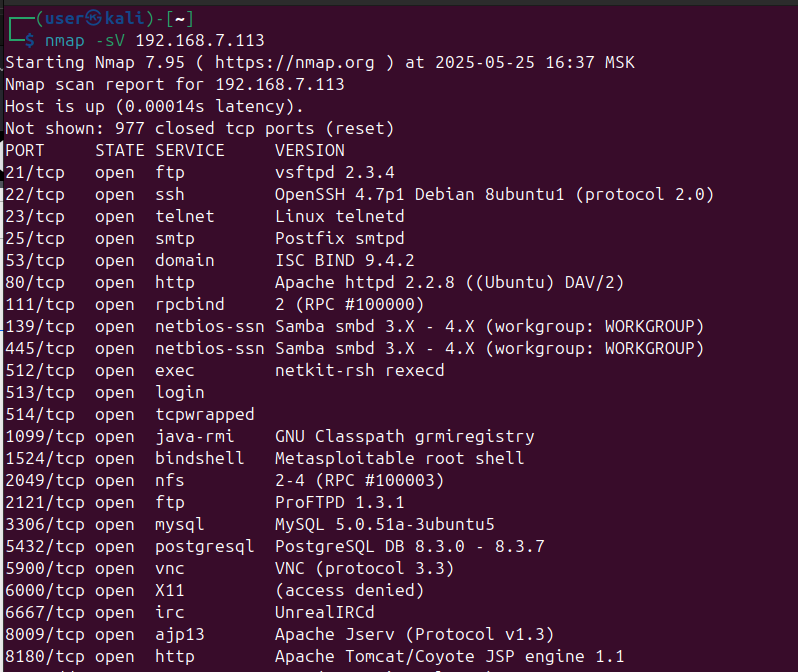 ┌──(user㉿kali)-[~]
└─$ nmap -sV 192.168.7.113
Starting Nmap 7.95 ( https://nmap.org ) at 2025-05-25 16:37 MSK
Nmap scan report for 192.168.7.113
Host is up (0.00014s latency).
Not shown: 977 closed tcp ports (reset)
PORT     STATE SERVICE     VERSION
21/tcp   open  ftp         vsftpd 2.3.4
22/tcp   open  ssh         OpenSSH 4.7p1 Debian 8ubuntu1 (protocol 2.0)
23/tcp   open  telnet      Linux telnetd
25/tcp   open  smtp        Postfix smtpd
53/tcp   open  domain      ISC BIND 9.4.2
80/tcp   open  http        Apache httpd 2.2.8 ((Ubuntu) DAV/2)
111/tcp  open  rpcbind     2 (RPC #100000)
139/tcp  open  netbios-ssn Samba smbd 3.X - 4.X (workgroup: WORKGROUP)
445/tcp  open  netbios-ssn Samba smbd 3.X - 4.X (workgroup: WORKGROUP)
512/tcp  open  exec        netkit-rsh rexecd
513/tcp  open  login
514/tcp  open  tcpwrapped
1099/tcp open  java-rmi    GNU Classpath grmiregistry
1524/tcp open  bindshell   Metasploitable root shell
2049/tcp open  nfs         2-4 (RPC #100003)
2121/tcp open  ftp         ProFTPD 1.3.1
3306/tcp open  mysql       MySQL 5.0.51a-3ubuntu5
5432/tcp open  postgresql  PostgreSQL DB 8.3.0 - 8.3.7
5900/tcp open  vnc         VNC (protocol 3.3)
6000/tcp open  X11         (access denied)
6667/tcp open  irc         UnrealIRCd
8009/tcp open  ajp13       Apache Jserv (Protocol v1.3)
8180/tcp open  http        Apache Tomcat/Coyote JSP engine 1.1